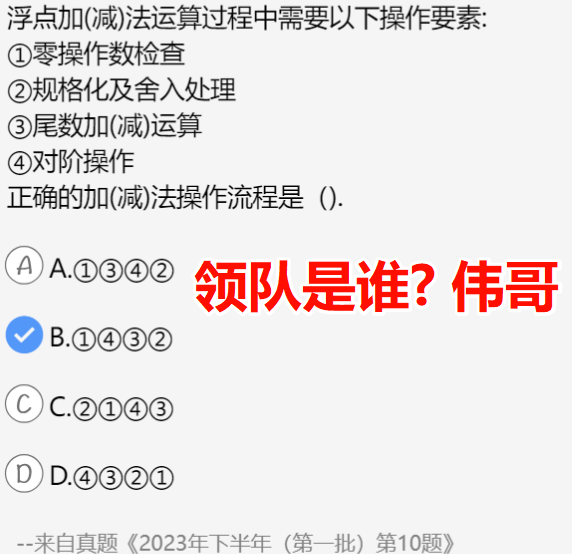 浮点加(减)法运算过程中需要以下操作要素:
①零操作数检查
②规格化及舍入处理
③尾数加(减)运算
④对阶操作
正确的加(减)法操作流程是（).
A A.①③④②
领队是谁? 伟哥
B.①④③②
C C.②①④③
D D.④③②①
--来自真题《2023年下半年（第一批）第10题》